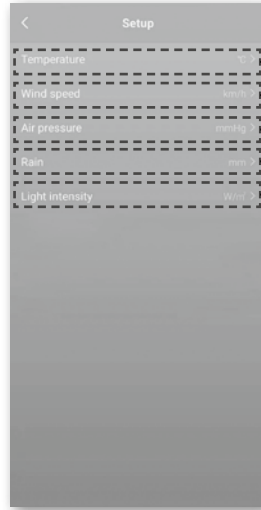 Setup
Temperature °C
Wind speed km/h
Air pressure mmHg
Rain mm
Light intensity W/㎡